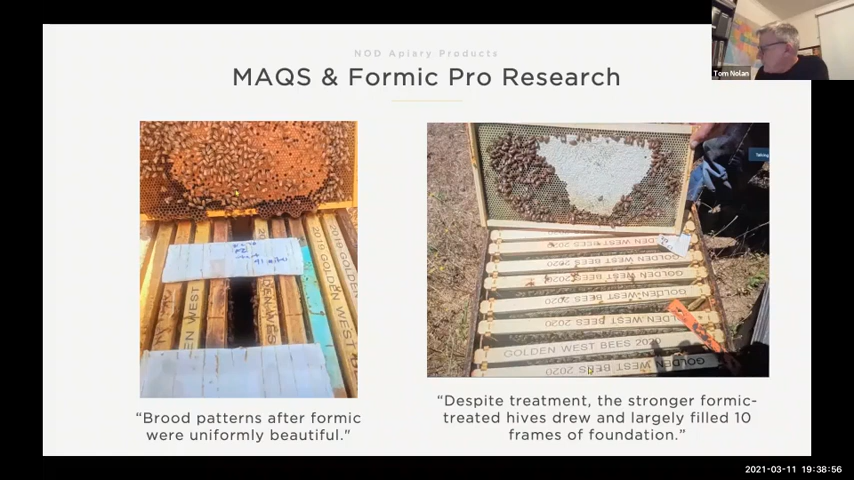 NOD Apiary Products
MAQS & Formic Pro Research
Tom Nolan
Talking
2019 GOLDEN WEST
2019 GOLDEN
GOLDEN WEST BEES 2020
GOLDEN WEST BEES 2020
GOLDEN WEST BEES 2020
GOLDEN WEST BEES 2020
GOLDEN WEST BEES 2020
GOLDEN WEST BEES 2020
“Brood patterns after formic
were uniformly beautiful."
“Despite treatment, the stronger formic-
treated hives drew and largely filled 10
frames of foundation.”
2021-03-11 19:38:56